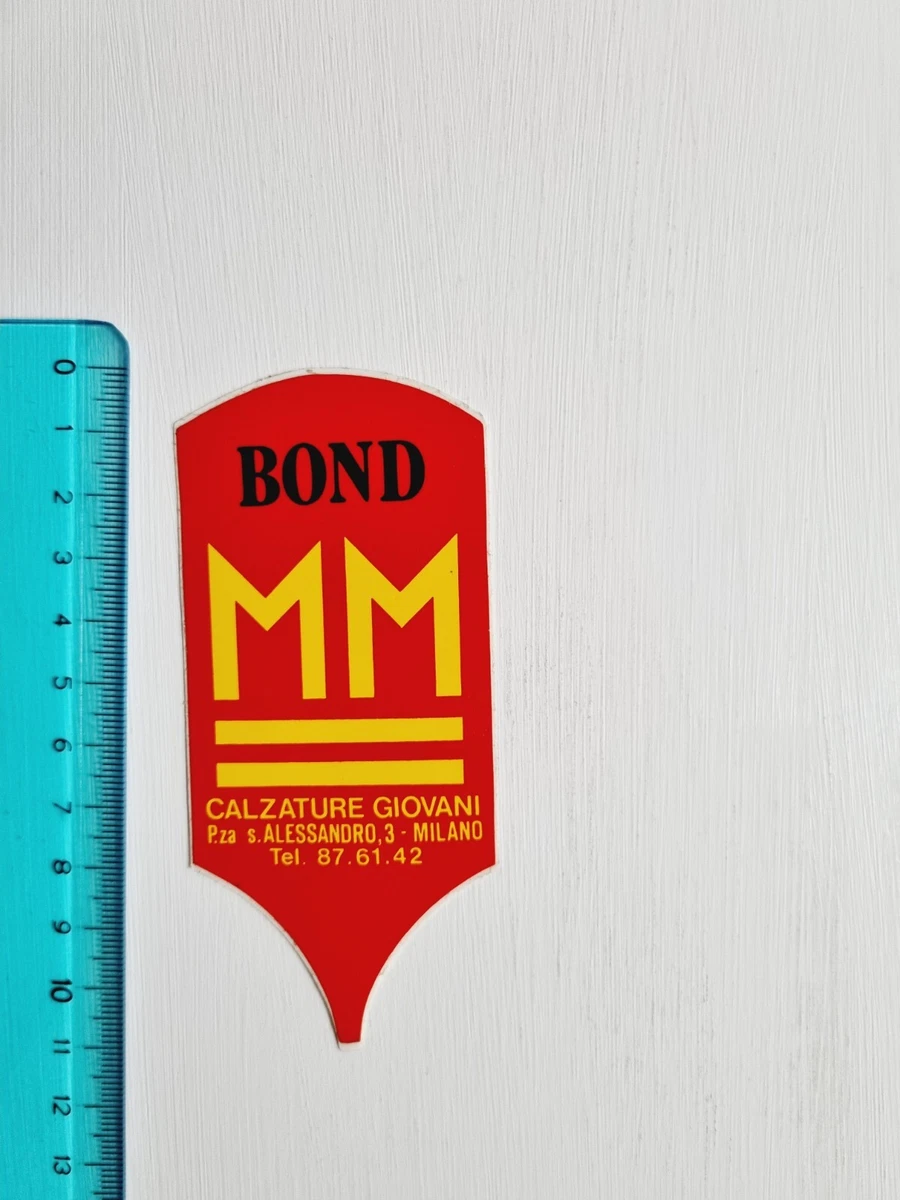 BOND
MM
CALZATURE GIOVANI
P.za s.ALESSANDRO,3 - MILANO
Tel. 87.61.42
0
1
2
3
4
5
6
7
8
9
10
11
12
13